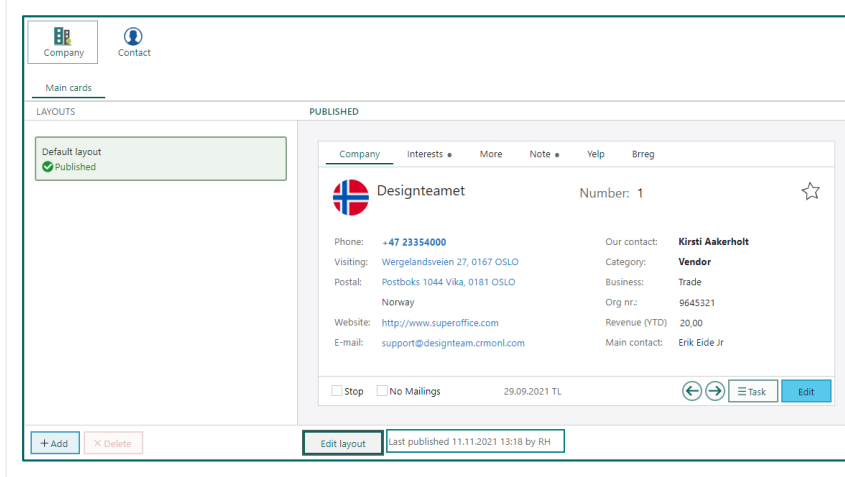 Company Contact
Main cards
LAYOUTS PUBLISHED
Default layout
Published
Company Interests ● More Note ● Yelp Brreg
Designteamet Number: 1
Phone: +47 23354000 Our contact: Kirsti Aakerholt
Visiting: Wergelandsveien 27, 0167 OSLO Category: Vendor
Postal: Postboks 1044 Vika, 0181 OSLO Business: Trade
Norway Org nr.: 9645321
Website: http://www.superoffice.com Revenue (YTD) 20,00
E-mail: support@designteam.crmonl.com Main contact: Erik Eide Jr
Stop No Mailings 29.09.2021 TL Task Edit
+ Add × Delete Edit layout Last published 11.11.2021 13:18 by RH